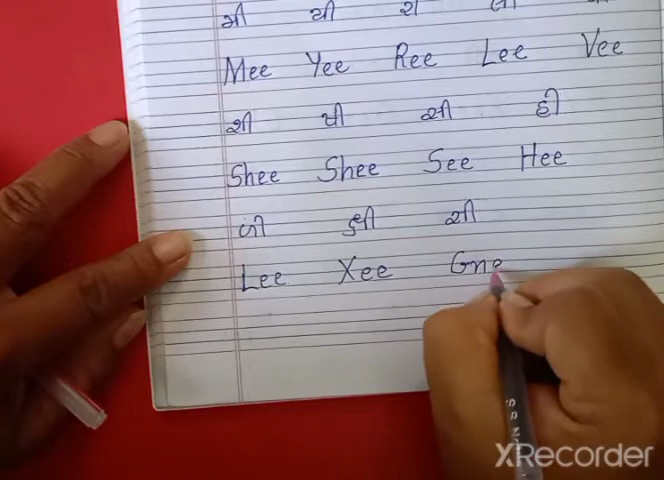 મી યી રી લી
Mee Yee Ree Lee Vee
શી ષી સી હી
Shee Shee See Hee
ળી ક્ષી જ્ઞી
Lee Xee Gne
XRecorder